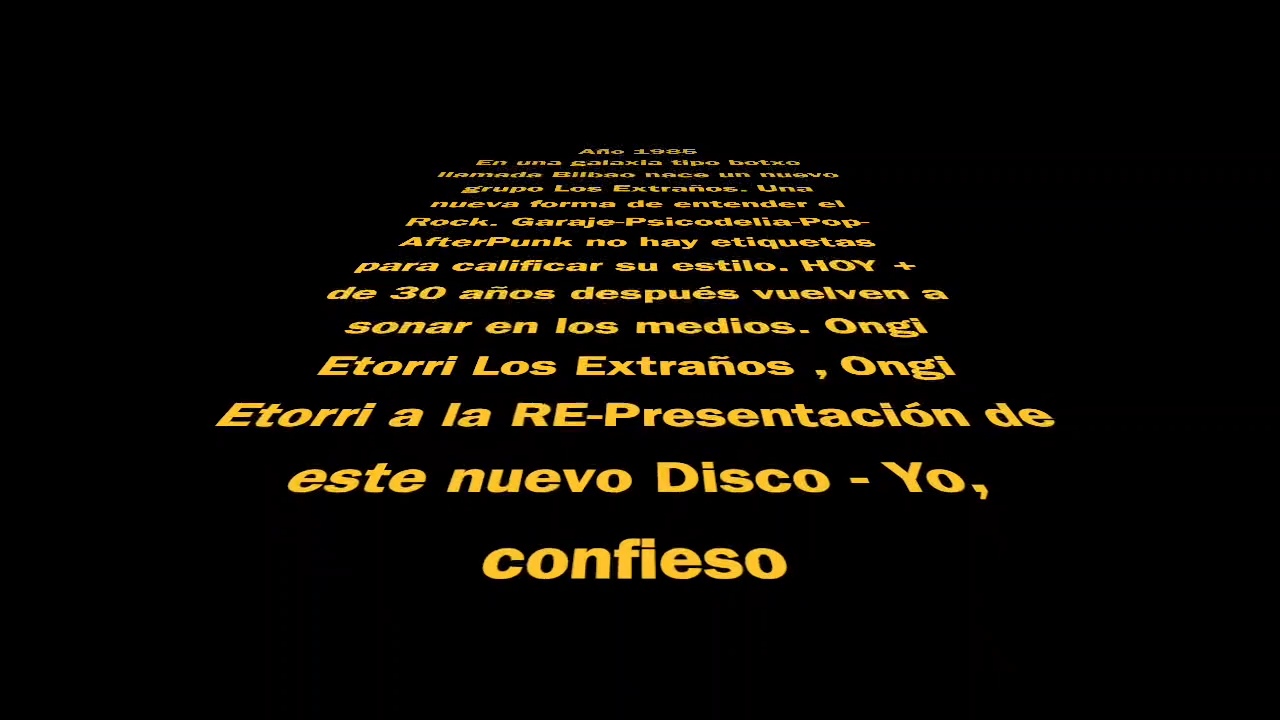 Año 1985
En una galaxia tipo botxo
llamada Bilbao nace un nuevo
grupo Los Extraños. Una
nueva forma de entender el
Rock. Garaje-Psicodelia-Pop-
AfterPunk no hay etiquetas
para calificar su estilo. HOY +
de 30 años después vuelven a
sonar en los medios. Ongi
Etorri Los Extraños , Ongi
Etorri a la RE-Presentación de
este nuevo Disco - Yo,
confieso